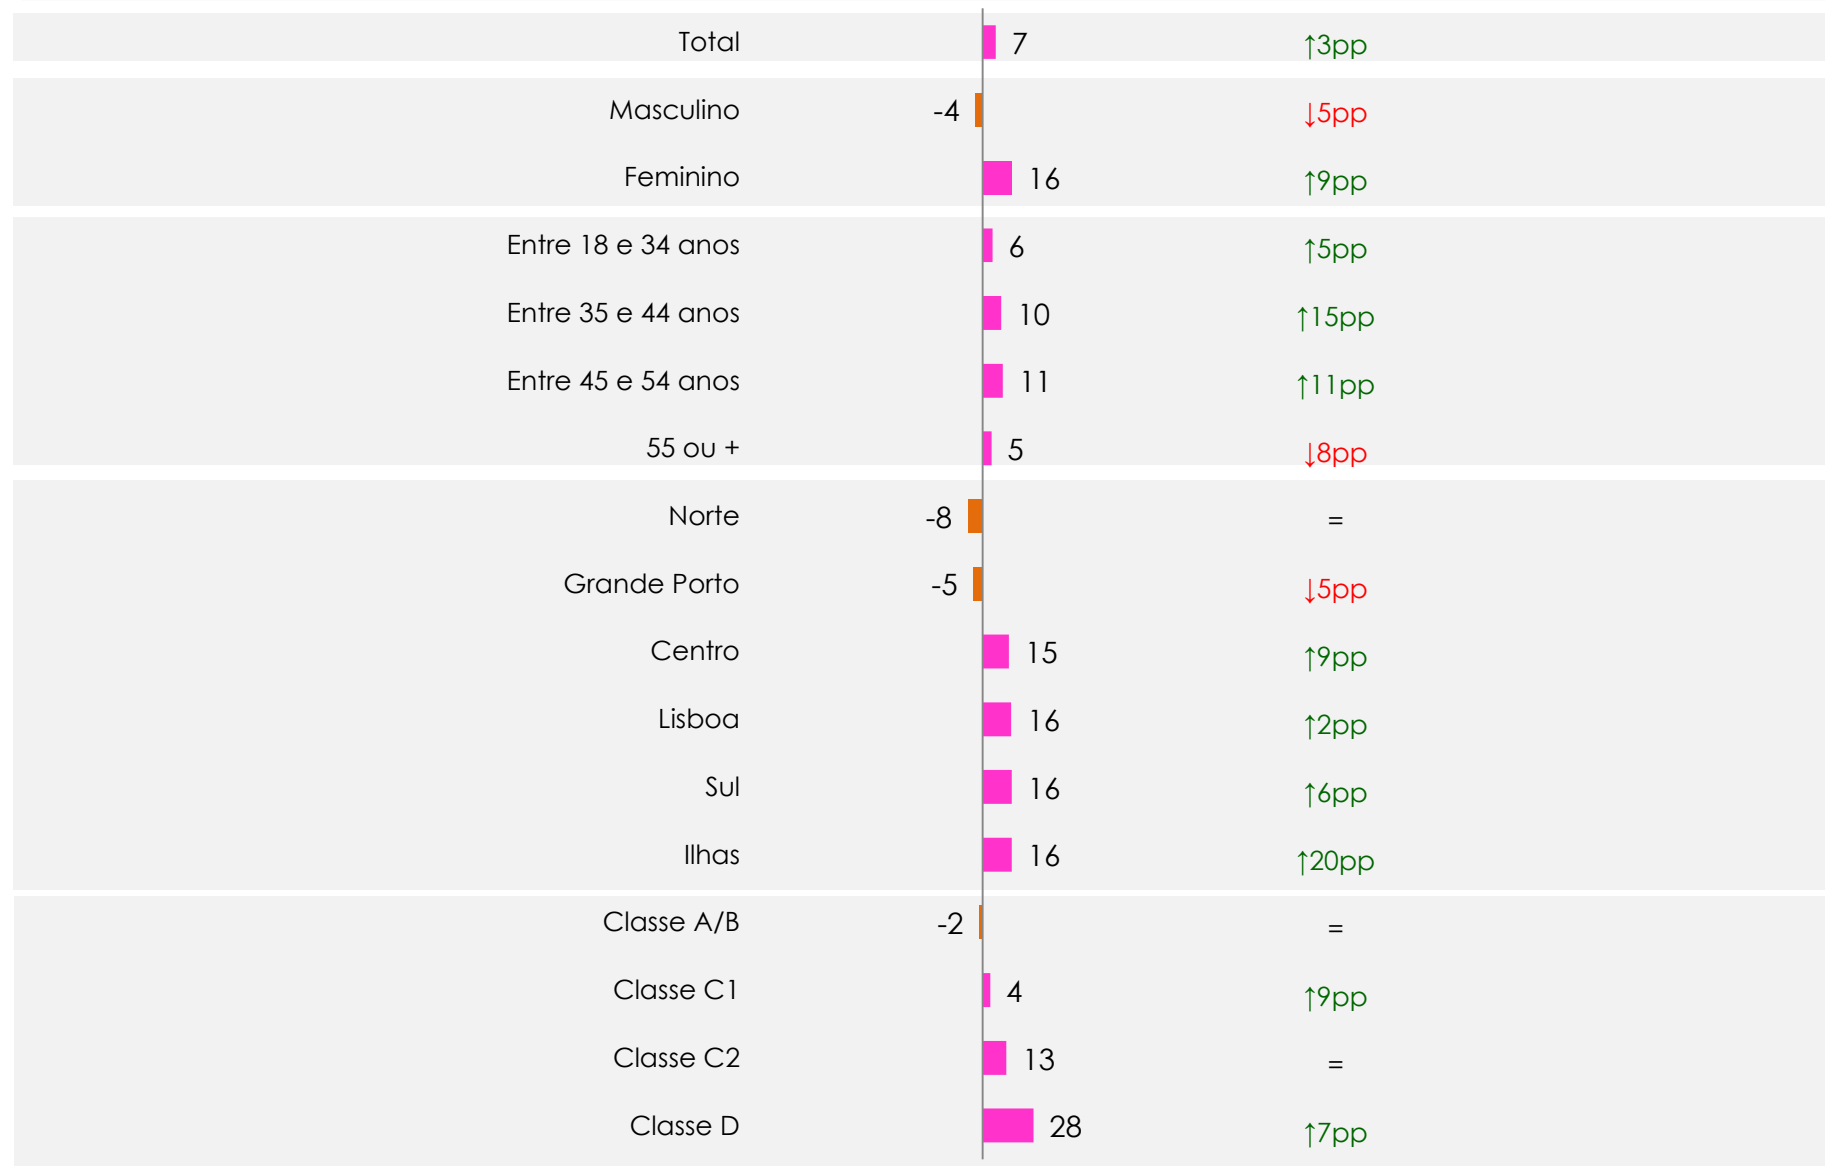 Total 7 ↑3pp
Masculino -4 ↓5pp
Feminino 16 ↑9pp
Entre 18 e 34 anos 6 ↑5pp
Entre 35 e 44 anos 10 ↑15pp
Entre 45 e 54 anos 11 ↑11pp
55 ou + 5 ↓8pp
Norte -8 =
Grande Porto -5 ↓5pp
Centro 15 ↑9pp
Lisboa 16 ↑2pp
Sul 16 ↑6pp
Ilhas 16 ↑20pp
Classe A/B -2 =
Classe C1 4 ↑9pp
Classe C2 13 =
Classe D 28 ↑7pp